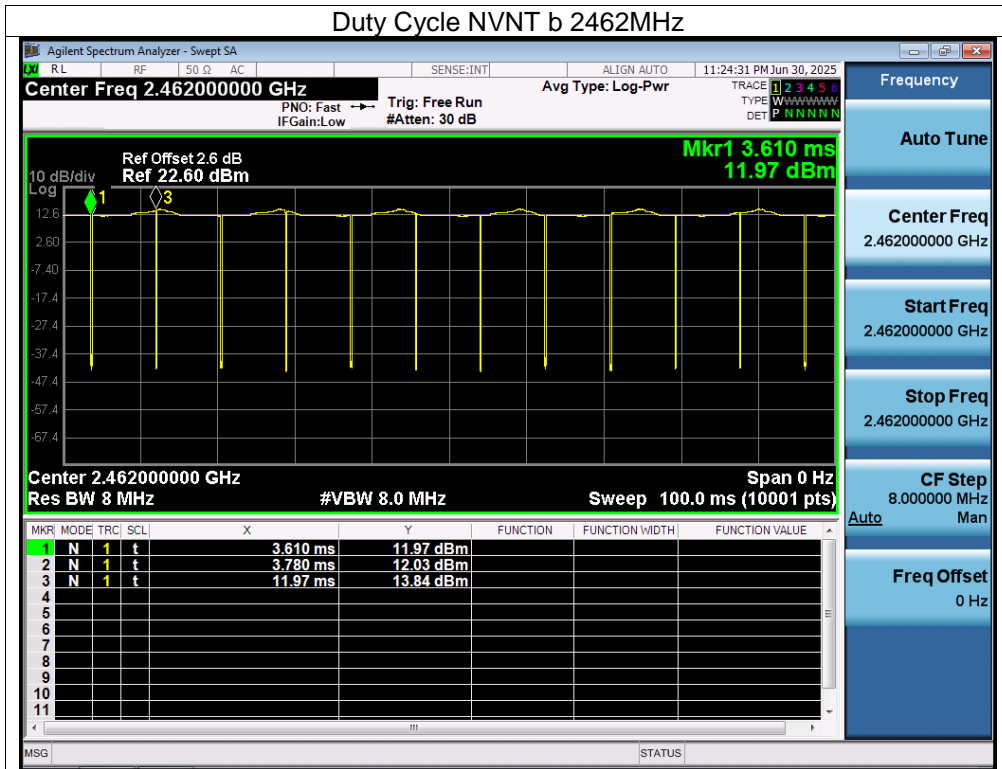 Duty Cycle NVNT b 2462MHz
Agilent Spectrum Analyzer - Swept SA
LXI RL RF 50 Ω AC SENSE:INT ALIGN AUTO 11:24:31 PM Jun 30, 2025
Center Freq 2.462000000 GHz
PNO: Fast
IFGain:Low
Trig: Free Run
#Atten: 30 dB
Avg Type: Log-Pwr
TRACE 1 2 3 4 5 6
TYPE WWWWWW
DET P N N N N N
Frequency
Auto Tune
Center Freq
2.462000000 GHz
Start Freq
2.462000000 GHz
Stop Freq
2.462000000 GHz
CF Step
8.000000 MHz
Auto Man
Freq Offset
0 Hz
Mkr1 3.610 ms
11.97 dBm
Ref Offset 2.6 dB
10 dB/div Ref 22.60 dBm
Log
1
3
12.6
2.60
-7.40
-17.4
-27.4
-37.4
-47.4
-57.4
-67.4
Center 2.462000000 GHz Span 0 Hz
Res BW 8 MHz #VBW 8.0 MHz Sweep 100.0 ms (10001 pts)
MKR MODE TRC SCL X Y FUNCTION FUNCTION WIDTH FUNCTION VALUE
1 N 1 t 3.610 ms 11.97 dBm
2 N 1 t 3.780 ms 12.03 dBm
3 N 1 t 11.97 ms 13.84 dBm
4
5
6
7
8
9
10
11
MSG STATUS